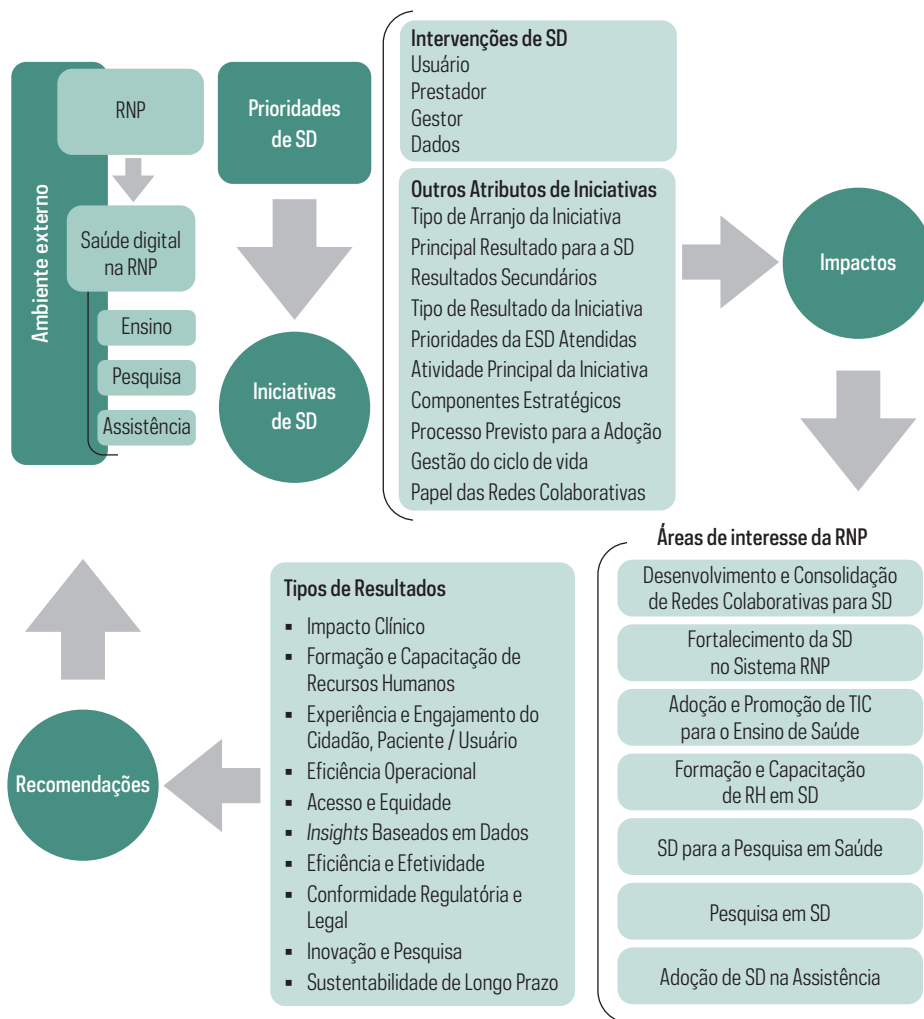 Ambiente externo
RNP
Saúde digital
na RNP
Ensino
Pesquisa
Assistência
Prioridades
de SD
Iniciativas
de SD
Intervenções de SD
Usuário
Prestador
Gestor
Dados
Outros Atributos de Iniciativas
Tipo de Arranjo da Iniciativa
Principal Resultado para a SD
Resultados Secundários
Tipo de Resultado da Iniciativa
Prioridades da ESD Atendidas
Atividade Principal da Iniciativa
Componentes Estratégicos
Processo Previsto para a Adoção
Gestão do ciclo de vida
Papel das Redes Colaborativas
Impactos
Áreas de interesse da RNP
Desenvolvimento e Consolidação
de Redes Colaborativas para SD
Fortalecimento da SD
no Sistema RNP
Adoção e Promoção de TIC
para o Ensino de Saúde
Formação e Capacitação
de RH em SD
SD para a Pesquisa em Saúde
Pesquisa em SD
Adoção de SD na Assistência
Tipos de Resultados
▪ Impacto Clínico
▪ Formação e Capacitação de
Recursos Humanos
▪ Experiência e Engajamento do
Cidadão, Paciente / Usuário
▪ Eficiência Operacional
▪ Acesso e Equidade
▪ Insights Baseados em Dados
▪ Eficiência e Efetividade
▪ Conformidade Regulatória e
Legal
▪ Inovação e Pesquisa
▪ Sustentabilidade de Longo Prazo
Recomendações